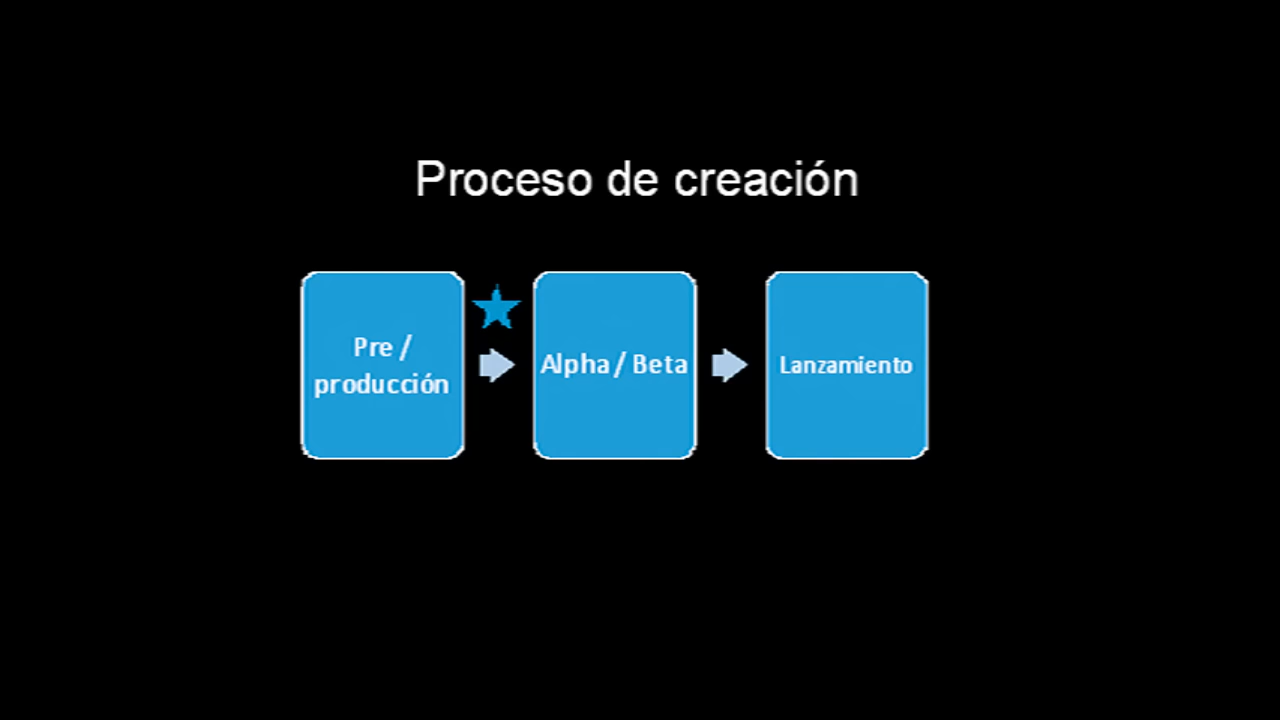 Proceso de creación
Pre /
producción
Alpha / Beta
Lanzamiento